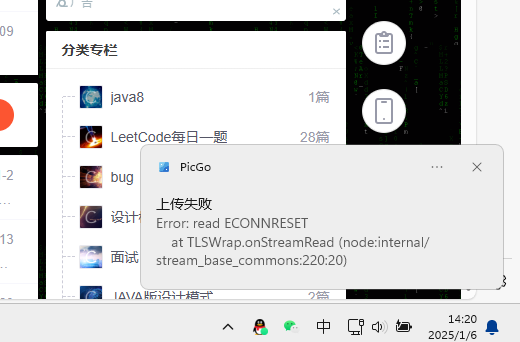 广告
09
分类专栏
java8
1篇
LeetCode每日一题
28篇
-2
bug
PicGo
上传失败
Error: read ECONNRESET
at TLSWrap.onStreamRead (node:internal/
stream_base_commons:220:20)
设计模
13
面试
JAVA版设计模式
2篇
中
14:20
2025/1/6